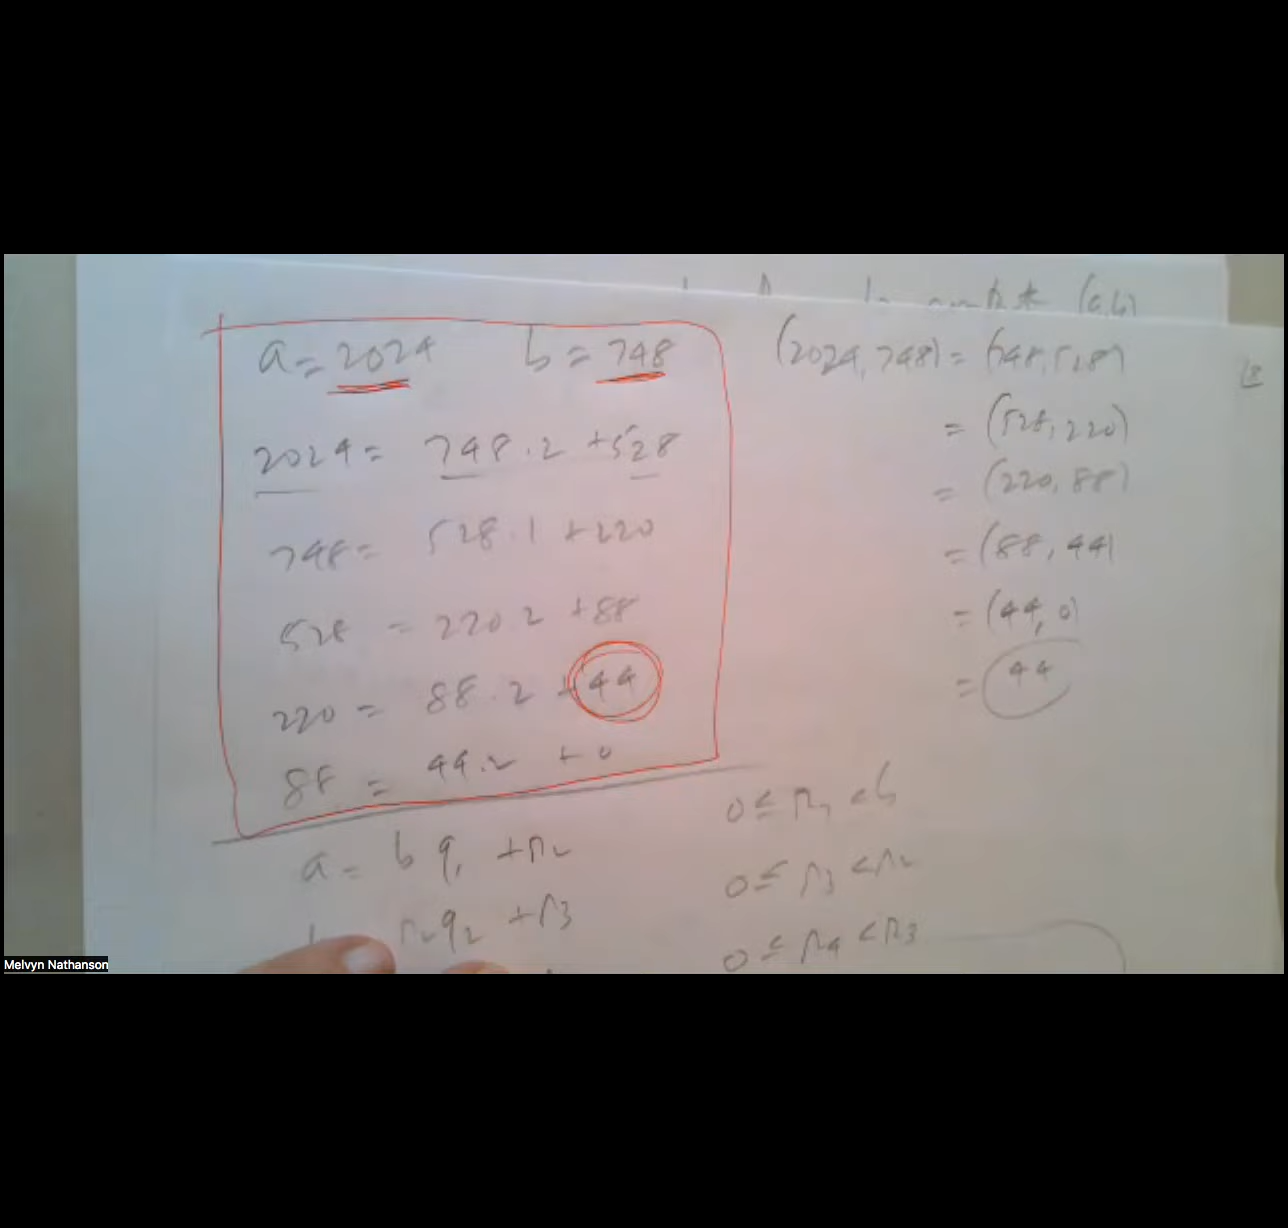 (a,b)
a = 2024 b = 748
2024 = 748 . 2 + 528
748 = 528 . 1 + 220
528 = 220 . 2 + 88
220 = 88 . 2 + 44
88 = 44 . 2 + 0
a = b q₁ + r₂
r₂q₂ + r₃
(2024, 748) = (748, 528)
= (528, 220)
= (220, 88)
= (88, 44)
= (44, 0)
= 44
18
0 ≤ r₂ < b
0 ≤ r₃ < r₂
0 ≤ r₄ < r₃
Melvyn Nathanson